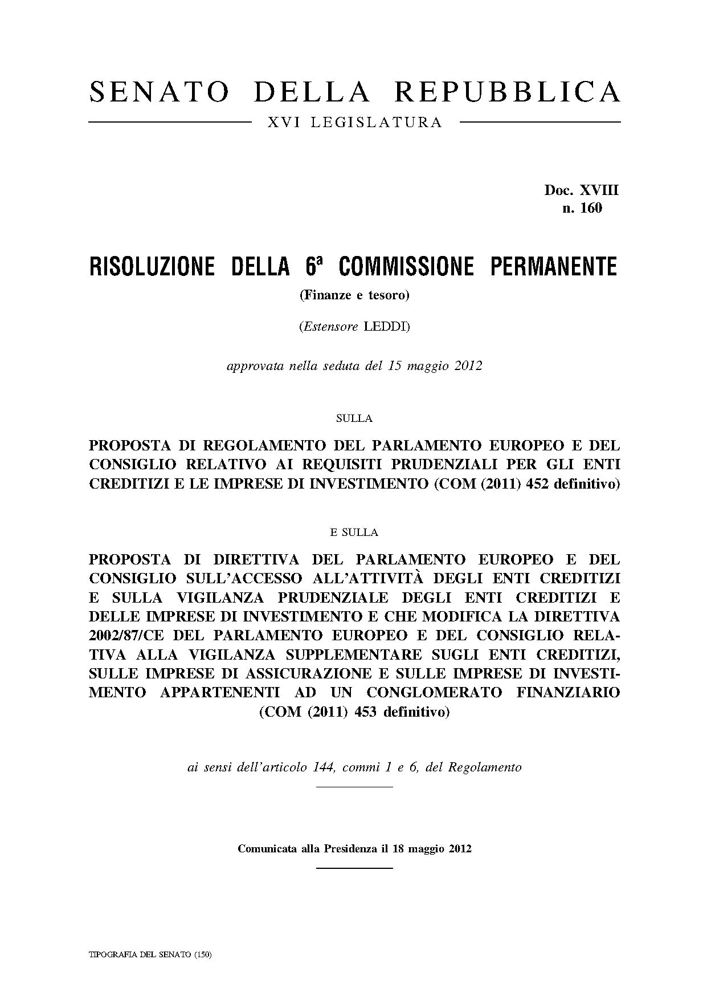 SENATO DELLA REPUBBLICA
XVI LEGISLATURA
Doc. XVIII
n. 160
RISOLUZIONE DELLA 6ª COMMISSIONE PERMANENTE
(Finanze e tesoro)
(Estensore LEDDI)
approvata nella seduta del 15 maggio 2012
SULLA
PROPOSTA DI REGOLAMENTO DEL PARLAMENTO EUROPEO E DEL
CONSIGLIO RELATIVO AI REQUISITI PRUDENZIALI PER GLI ENTI
CREDITIZI E LE IMPRESE DI INVESTIMENTO (COM (2011) 452 definitivo)
E SULLA
PROPOSTA DI DIRETTIVA DEL PARLAMENTO EUROPEO E DEL
CONSIGLIO SULL'ACCESSO ALL'ATTIVITÀ DEGLI ENTI CREDITIZI
E SULLA VIGILANZA PRUDENZIALE DEGLI ENTI CREDITIZI E
DELLE IMPRESE DI INVESTIMENTO E CHE MODIFICA LA DIRETTIVA
2002/87/CE DEL PARLAMENTO EUROPEO E DEL CONSIGLIO RELA-
TIVA ALLA VIGILANZA SUPPLEMENTARE SUGLI ENTI CREDITIZI,
SULLE IMPRESE DI ASSICURAZIONE E SULLE IMPRESE DI INVESTI-
MENTO APPARTENENTI AD UN CONGLOMERATO FINANZIARIO
(COM (2011) 453 definitivo)
ai sensi dell'articolo 144, commi 1 e 6, del Regolamento
Comunicata alla Presidenza il 18 maggio 2012
TIPOGRAFIA DEL SENATO (150)